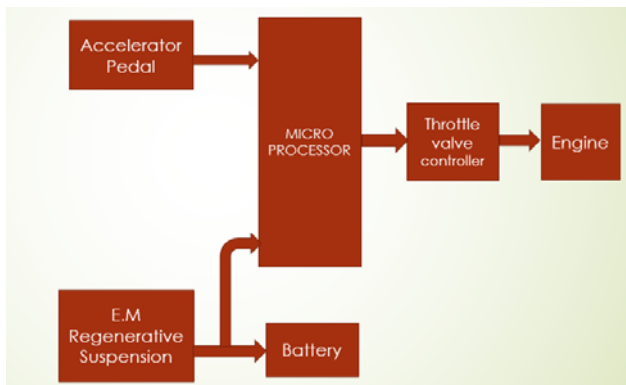 Accelerator
Pedal
MICRO
PROCESSOR
Throttle
valve
controller
Engine
E.M
Regenerative
Suspension
Battery